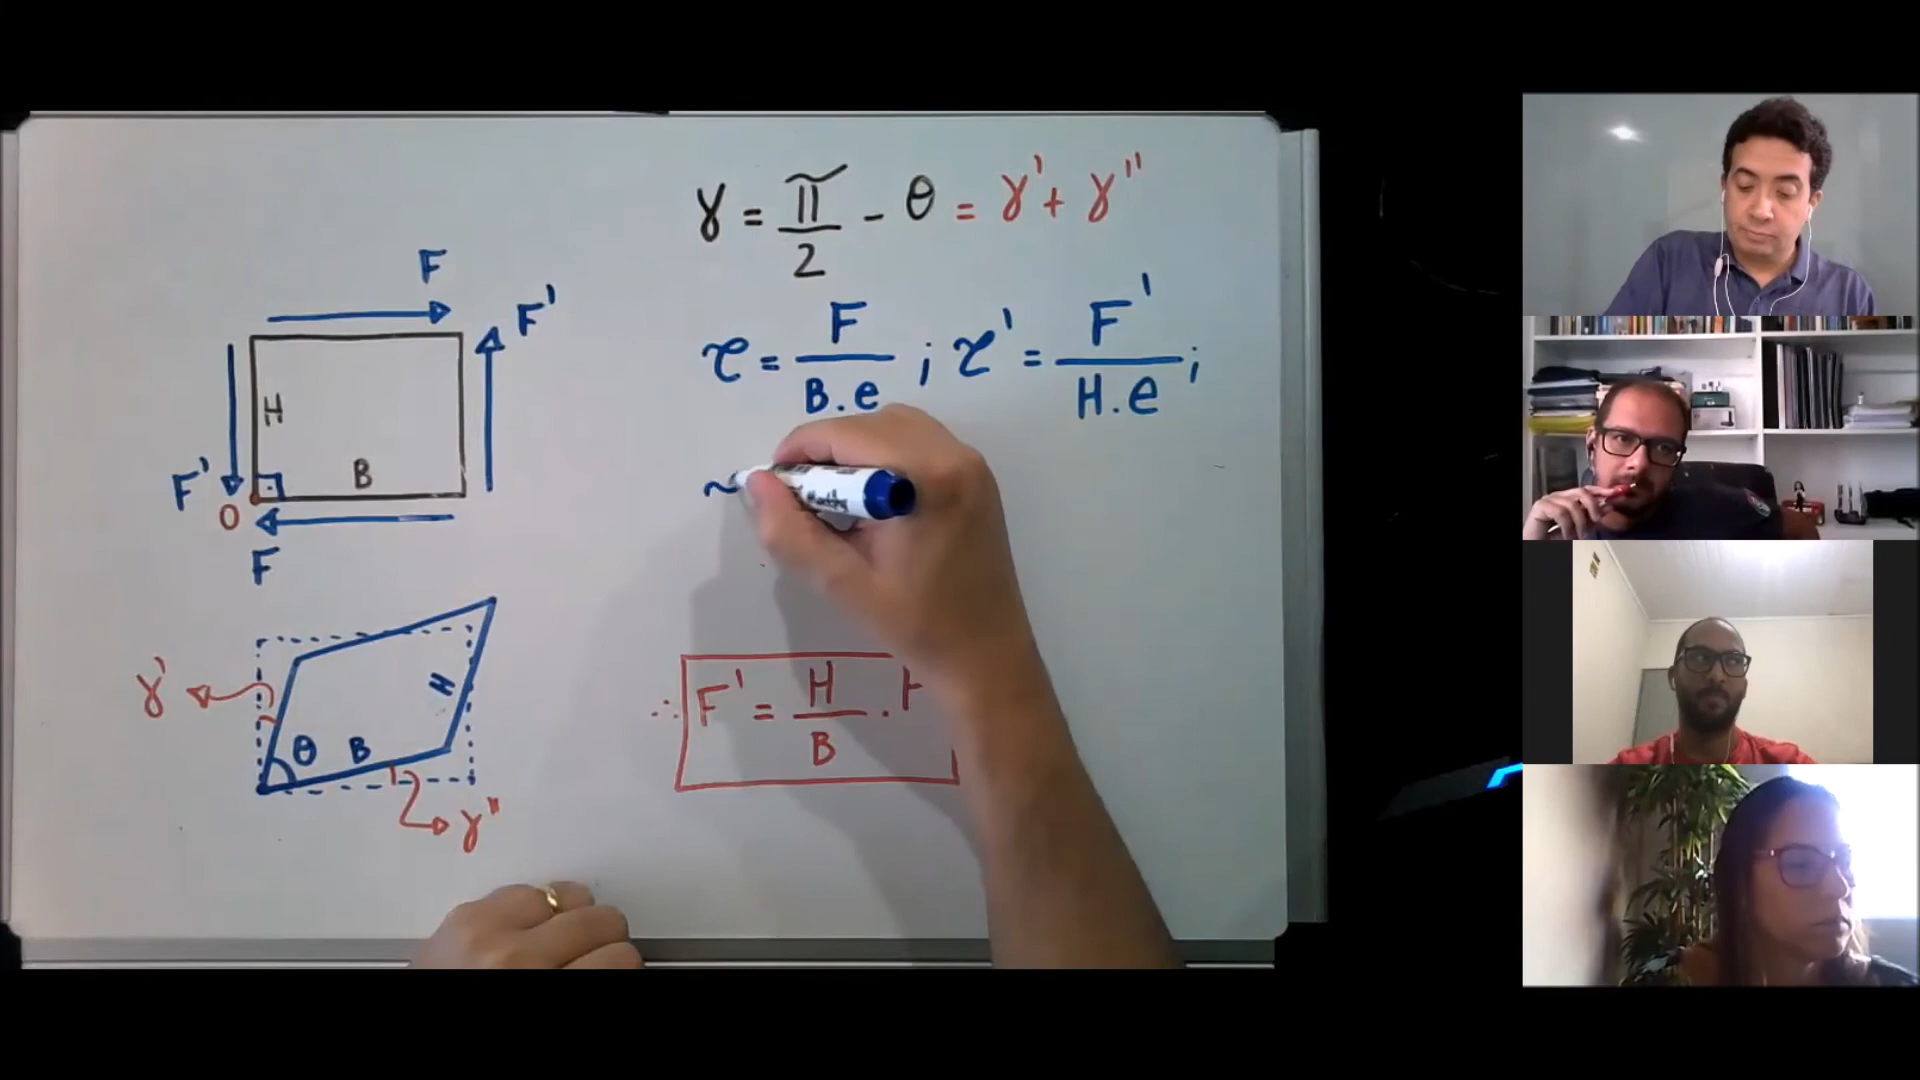 γ = π/2 - θ = γ' + γ''
F
F'
τ = F/B.e ; τ' = F'/H.e ;
H
B
F'
O
F
∴ F' = H/B .
γ'
H
θ B
γ''